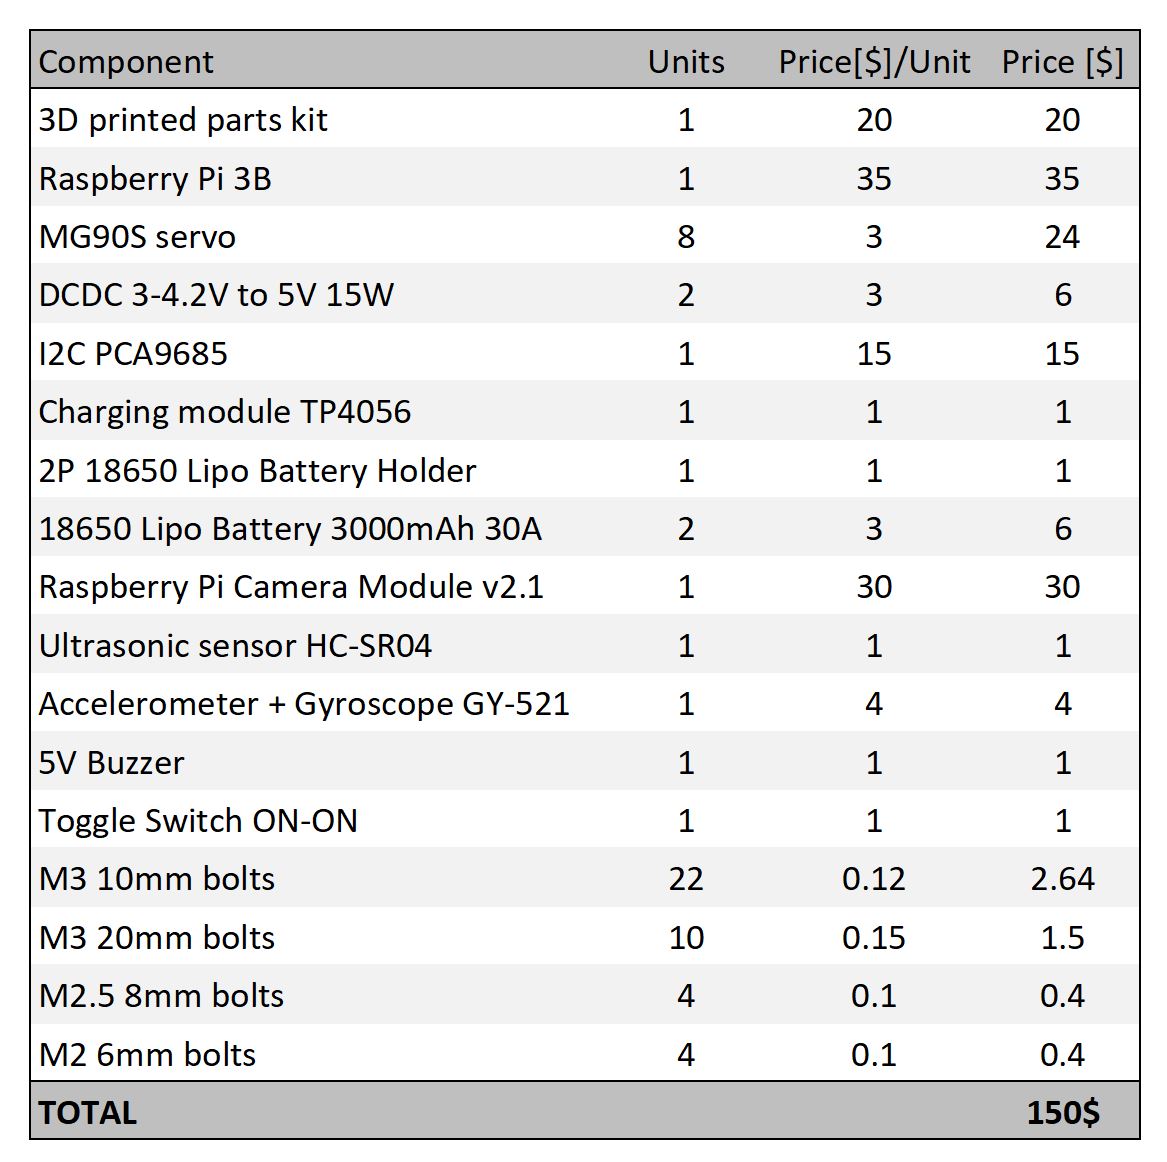 Component Units Price[$]/Unit Price [$]
3D printed parts kit 1 20 20
Raspberry Pi 3B 1 35 35
MG90S servo 8 3 24
DCDC 3-4.2V to 5V 15W 2 3 6
I2C PCA9685 1 15 15
Charging module TP4056 1 1 1
2P 18650 Lipo Battery Holder 1 1 1
18650 Lipo Battery 3000mAh 30A 2 3 6
Raspberry Pi Camera Module v2.1 1 30 30
Ultrasonic sensor HC-SR04 1 1 1
Accelerometer + Gyroscope GY-521 1 4 4
5V Buzzer 1 1 1
Toggle Switch ON-ON 1 1 1
M3 10mm bolts 22 0.12 2.64
M3 20mm bolts 10 0.15 1.5
M2.5 8mm bolts 4 0.1 0.4
M2 6mm bolts 4 0.1 0.4
TOTAL 150$